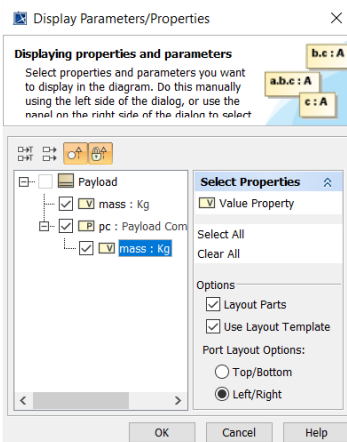 Display Parameters/Properties
Displaying properties and parameters
Select properties and parameters you want
to display in the diagram. Do this manually
using the left side of the dialog, or use the
panel on the right side of the dialog to select
b.c : A
a.b.c : A
c : A
Payload
V mass : Kg
P pc : Payload Com
V mass : Kg
Select Properties
V Value Property
Select All
Clear All
Options
Layout Parts
Use Layout Template
Port Layout Options:
Top/Bottom
Left/Right
OK Cancel Help